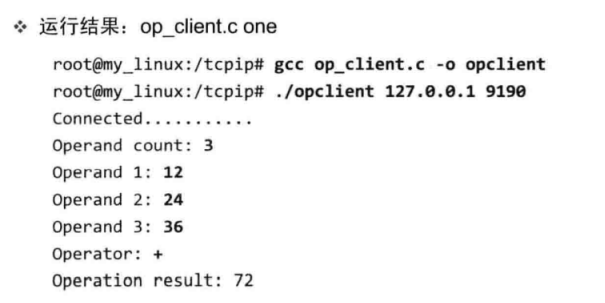 ❖ 运行结果：op_client.c one
root@my_linux:/tcpip# gcc op_client.c -o opclient
root@my_linux:/tcpip# ./opclient 127.0.0.1 9190
Connected...........
Operand count: 3
Operand 1: 12
Operand 2: 24
Operand 3: 36
Operator: +
Operation result: 72